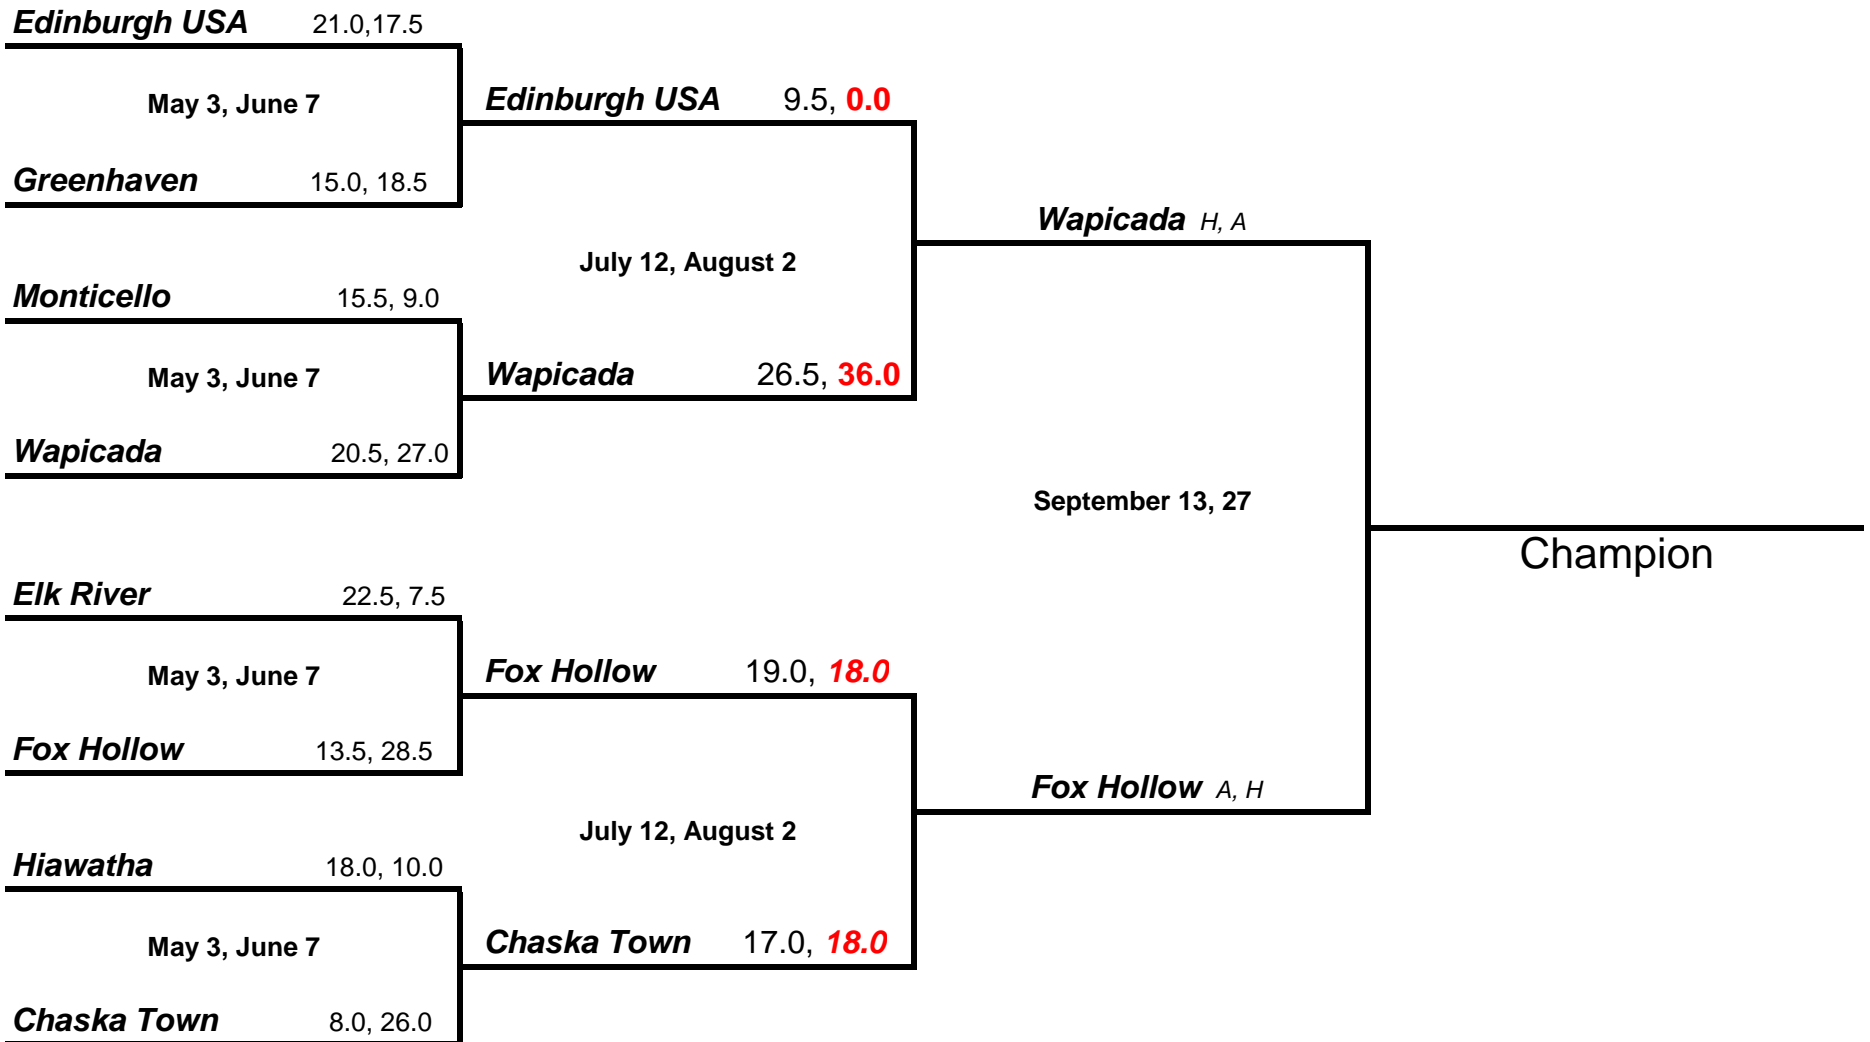 Edinburgh USA 21.0,17.5
May 3, June 7
Greenhaven 15.0, 18.5
Monticello 15.5, 9.0
May 3, June 7
Wapicada 20.5, 27.0
Elk River 22.5, 7.5
May 3, June 7
Fox Hollow 13.5, 28.5
Hiawatha 18.0, 10.0
May 3, June 7
Chaska Town 8.0, 26.0
Edinburgh USA 9.5, 0.0
July 12, August 2
Wapicada 26.5, 36.0
Fox Hollow 19.0, 18.0
July 12, August 2
Chaska Town 17.0, 18.0
Wapicada H, A
September 13, 27
Fox Hollow A, H
Champion